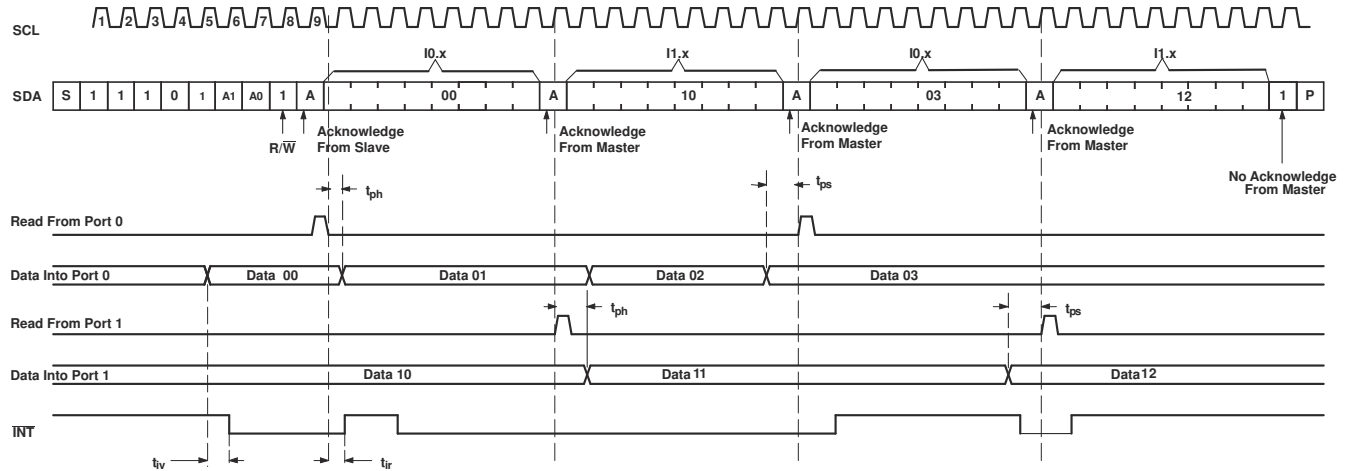 SCL
1 2 3 4 5 6 7 8 9
I0.x I1.x I0.x I1.x
SDA S 1 1 1 0 1 A1 A0 1 A 00 A 10 A 03 A 12 1 P
R/W
Acknowledge
From Slave
Acknowledge
From Master
Acknowledge
From Master
Acknowledge
From Master
No Acknowledge
From Master
tph
tps
Read From Port 0
Data Into Port 0 Data 00 Data 01 Data 02 Data 03
tph
tps
Read From Port 1
Data Into Port 1 Data 10 Data 11 Data 12
INT
tiv tir